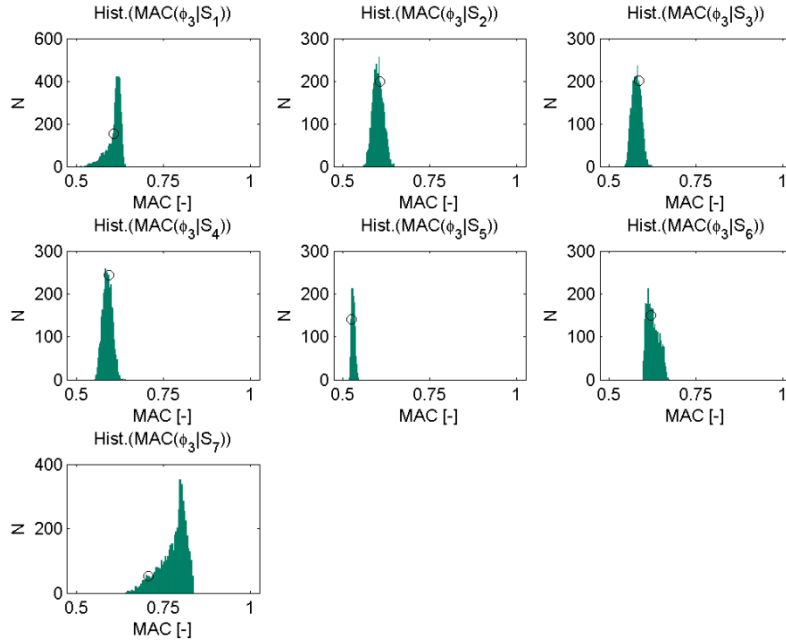 Hist.(MAC(ϕ₃|S₁))
600
400
200
0
N
0.5 0.75 1
MAC [-]
Hist.(MAC(ϕ₃|S₂))
300
200
100
0
N
0.5 0.75 1
MAC [-]
Hist.(MAC(ϕ₃|S₃))
300
200
100
0
N
0.5 0.75 1
MAC [-]
Hist.(MAC(ϕ₃|S₄))
300
200
100
0
N
0.5 0.75 1
MAC [-]
Hist.(MAC(ϕ₃|S₅))
300
200
100
0
N
0.5 0.75 1
MAC [-]
Hist.(MAC(ϕ₃|S₆))
300
200
100
0
N
0.5 0.75 1
MAC [-]
Hist.(MAC(ϕ₃|S₇))
400
200
0
N
0.5 0.75 1
MAC [-]